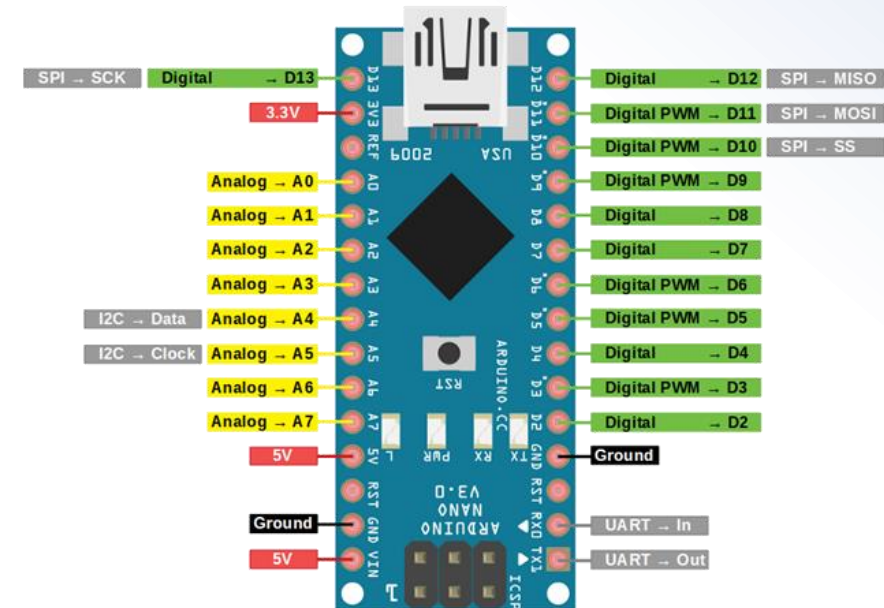 SPI → SCK
Digital → D13
3.3V
Analog → A0
Analog → A1
Analog → A2
Analog → A3
I2C → Data
Analog → A4
I2C → Clock
Analog → A5
Analog → A6
Analog → A7
5V
Ground
5V
D13
3V3
REF
A0
A1
A2
A3
A4
A5
A6
A7
5V
RST
GND
VIN
2009
USA
RST
ARDUINO.CC
L
PWR
RX
TX
V3.0
NANO
ARDUINO
1
ICSP
D12
D11
D10
D9
D8
D7
D6
D5
D4
D3
D2
GND
RST
RX0
TX1
Digital → D12
SPI → MISO
Digital PWM → D11
SPI → MOSI
Digital PWM → D10
SPI → SS
Digital PWM → D9
Digital → D8
Digital → D7
Digital PWM → D6
Digital PWM → D5
Digital → D4
Digital PWM → D3
Digital → D2
Ground
UART → In
UART → Out